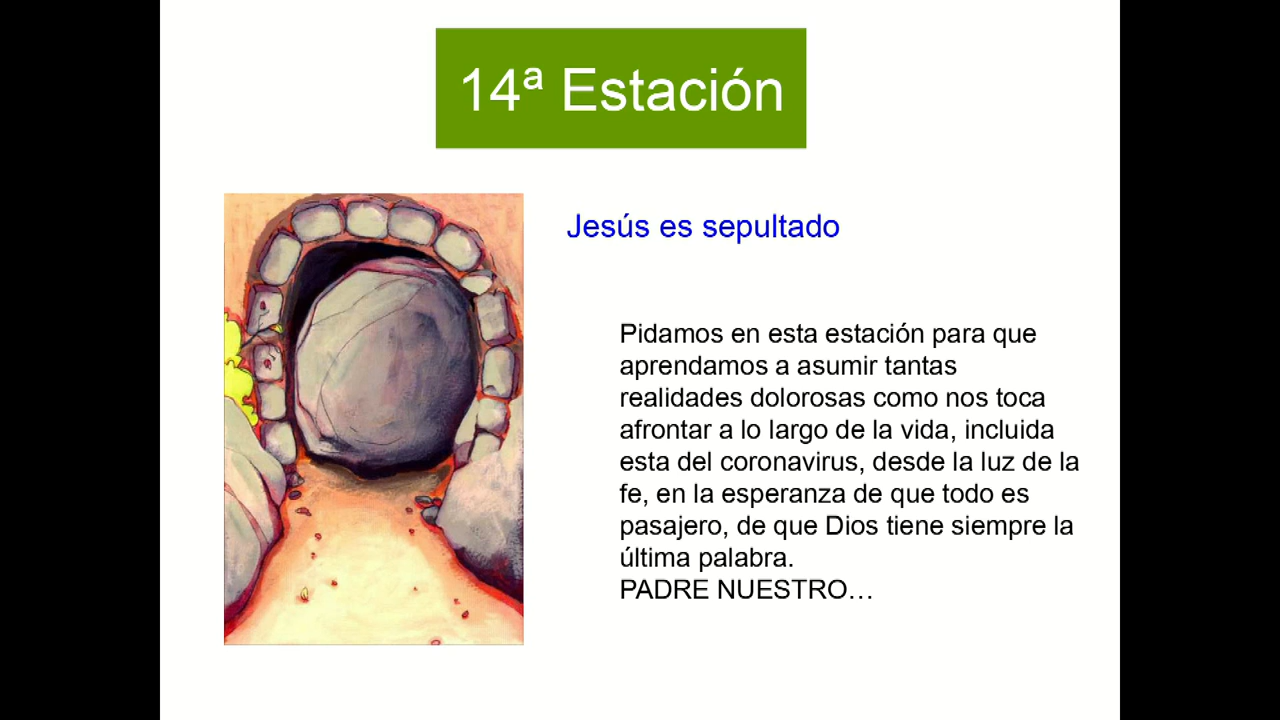 14ª Estación
Jesús es sepultado
Pidamos en esta estación para que
aprendamos a asumir tantas
realidades dolorosas como nos toca
afrontar a lo largo de la vida, incluida
esta del coronavirus, desde la luz de la
fe, en la esperanza de que todo es
pasajero, de que Dios tiene siempre la
última palabra.
PADRE NUESTRO…